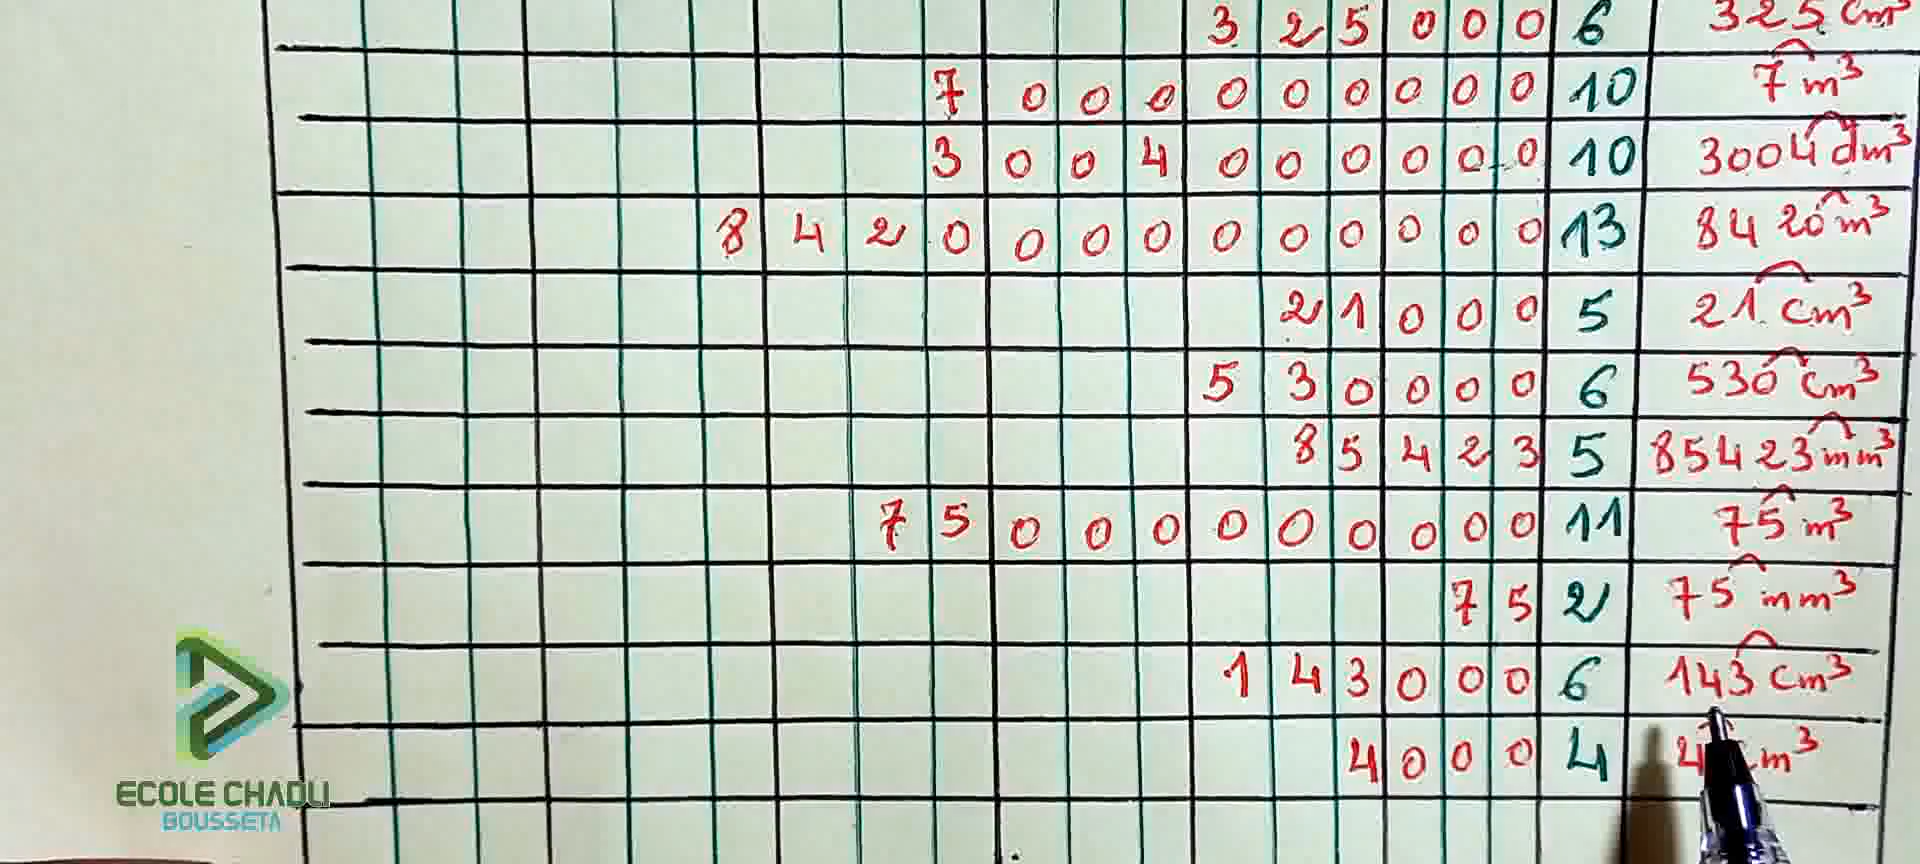 3 2 5 0 0 0 6 325 cm³
7 0 0 0 0 0 0 0 0 0 10 7 m³
3 0 0 4 0 0 0 0 0 0 10 3004 dm³
8 4 2 0 0 0 0 0 0 0 0 0 0 13 8420 m³
2 1 0 0 0 5 21 cm³
5 3 0 0 0 0 6 530 cm³
8 5 4 2 3 5 85423 mm³
7 5 0 0 0 0 0 0 0 0 0 11 75 m³
7 5 2 75 mm³
1 4 3 0 0 0 6 143 cm³
4 0 0 0 4 4 cm³
ECOLE CHADLI
BOUSSETA